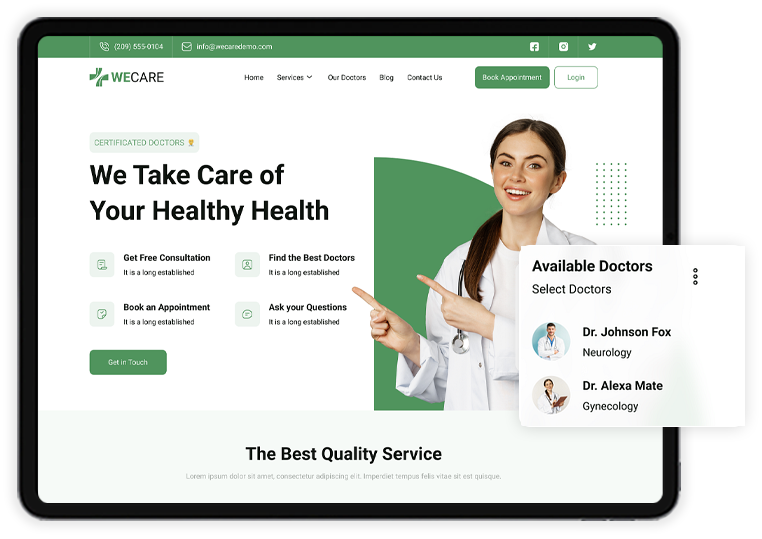 (209) 555-0104
info@wecaredemo.com
WECARE
Home
Services
Our Doctors
Blog
Contact Us
Book Appointment
Login
CERTIFICATED DOCTORS
We Take Care of
Your Healthy Health
Get Free Consultation
It is a long established
Find the Best Doctors
It is a long established
Book an Appointment
It is a long established
Ask your Questions
It is a long established
Get in Touch
Available Doctors
Select Doctors
Dr. Johnson Fox
Neurology
Dr. Alexa Mate
Gynecology
The Best Quality Service
Lorem ipsum dolor sit amet, consectetur adipiscing elit. Imperdiet tempus felis vitae sit est quisque.